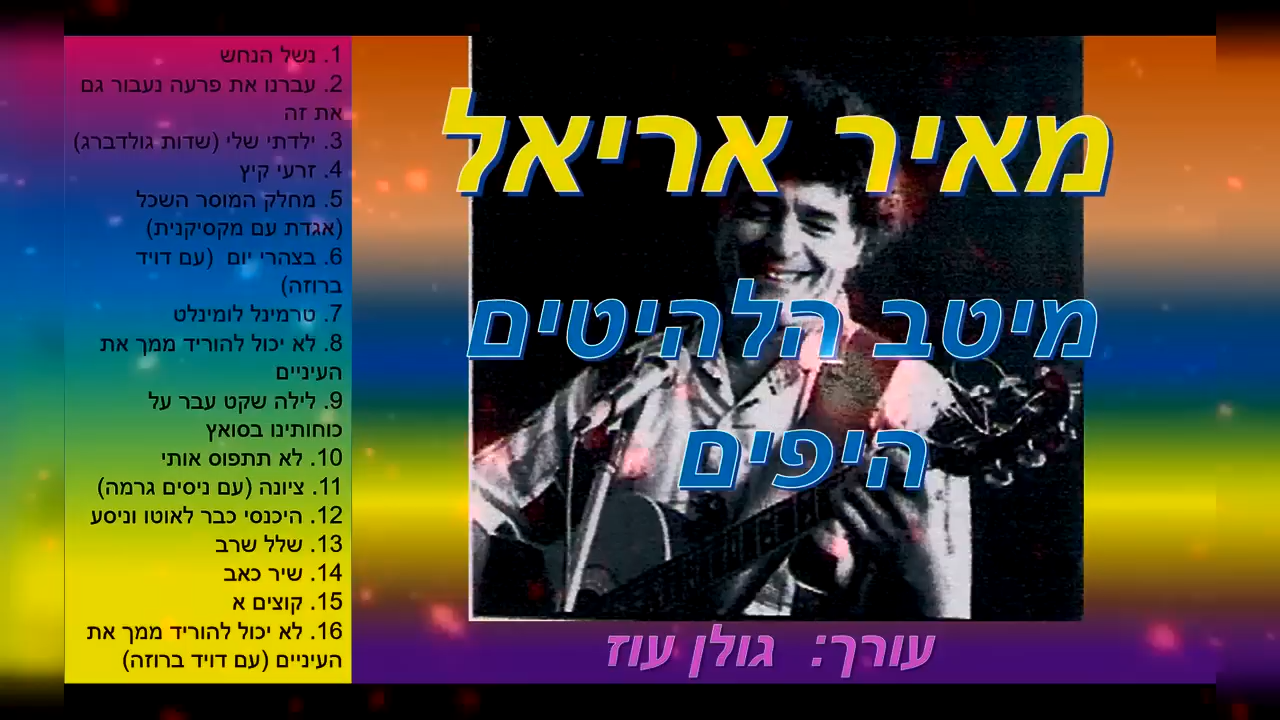 מאיר אריאל
מיטב הלהיטים
היפים
עורך: גולן עוז
1. נשל הנחש
2. עברנו את פרעה נעבור גם
את זה
3. ילדתי שלי (שדות גולדברג)
4. זרעי קיץ
5. מחלק המוסר השכל
(אגדת עם מקסיקנית)
6. בצהרי יום (עם דויד
ברוזה)
7. טרמינל לומינלט
8. לא יכול להוריד ממך את
העיניים
9. לילה שקט עבר על
כוחותינו בסואץ
10. לא תתפוס אותי
11. ציונה (עם ניסים גרמה)
12. היכנסי כבר לאוטו וניסע
13. שלל שרב
14. שיר כאב
15. קוצים א
16. לא יכול להוריד ממך את
העיניים (עם דויד ברוזה)